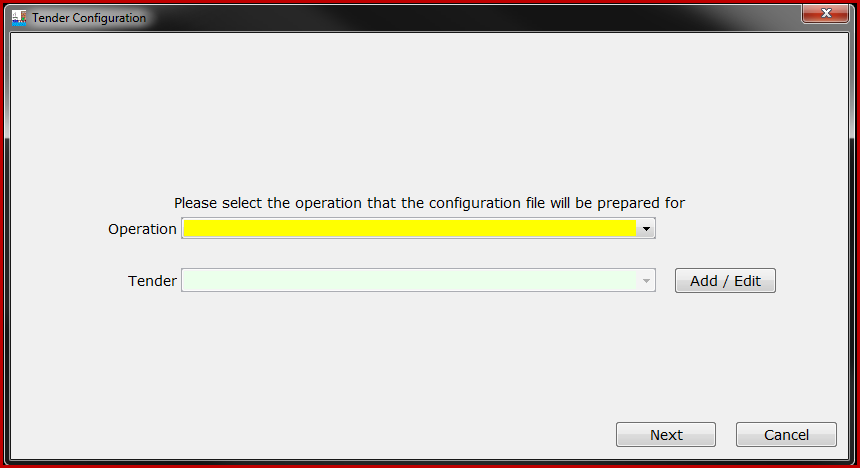 Tender Configuration
Please select the operation that the configuration file will be prepared for
Operation
Tender
Add / Edit
Next
Cancel